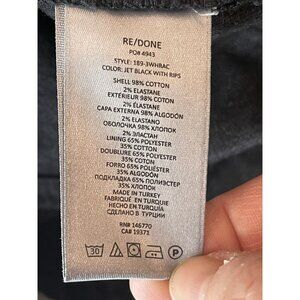 RE/DONE
PO# 4943
STYLE: 189-3WHRAC
COLOR: JET BLACK WITH RIPS
SHELL 98% COTTON
2% ELASTANE
EXTÉRIEUR 98% COTON
2% ÉLASTANE
CAPA EXTERNA 98% ALGODÓN
2% ELASTANO
ОБОЛОЧКА 98% ХЛОПОК
2% ЭЛАСТАН
LINING 65% POLYESTER
35% COTTON
DOUBLURE 65% POLYESTER
35% COTON
FORRO 65% POLIÉSTER
35% ALGODÓN
ПОДКЛАДКА 65% ПОЛИЭСТЕР
35% ХЛОПОК
MADE IN TURKEY
FABRIQUÉ EN TURQUIE
HECHO EN TURQUÍA
СДЕЛАНО В ТУРЦИИ
RN# 146770
CA# 19371
30
P